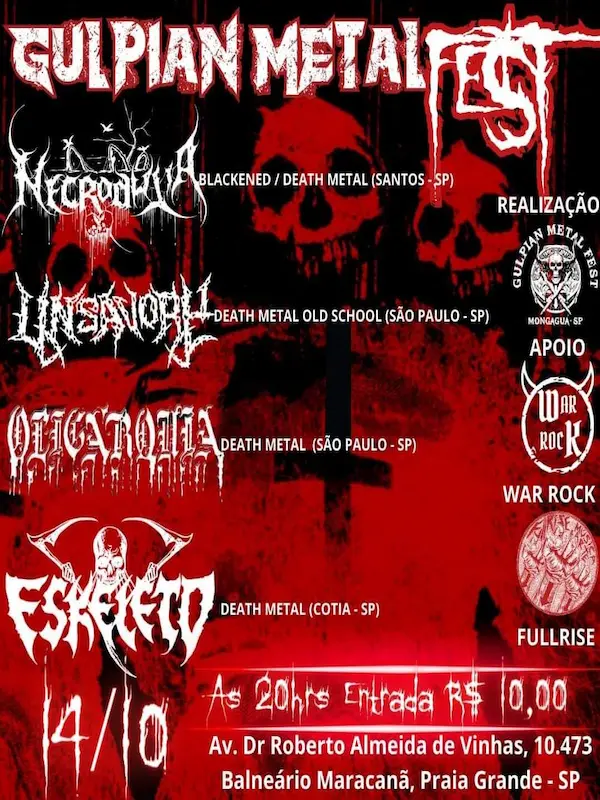 GULPIAN METAL FEST
BLACKENED / DEATH METAL (SANTOS - SP)
REALIZAÇÃO
GULPIAN METAL FEST
MONGAGUA-SP
UNSAVORY
DEATH METAL OLD SCHOOL (SÃO PAULO - SP)
APOIO
WAR
ROCK
OLIGARQUIA
DEATH METAL (SÃO PAULO - SP)
WAR ROCK
ESKELETO
DEATH METAL (COTIA - SP)
FULLRISE
14/10
As 20hrs Entrada R$ 10,00
Av. Dr Roberto Almeida de Vinhas, 10.473
Balneário Maracanã, Praia Grande - SP